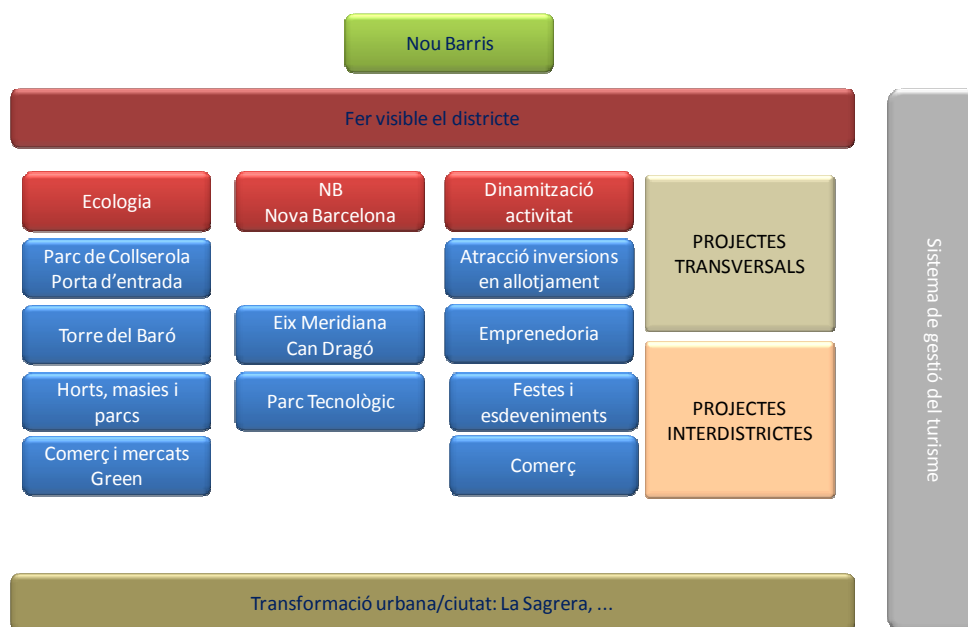 Nou Barris
Fer visible el districte
Ecologia
Parc de Collserola
Porta d'entrada
Torre del Baró
Horts, masies i
parcs
Comerç i mercats
Green
NB
Nova Barcelona
Eix Meridiana
Can Dragó
Parc Tecnològic
Dinamització
activitat
Atracció inversions
en allotjament
Emprenedoria
Festes i
esdeveniments
Comerç
PROJECTES
TRANSVERSALS
PROJECTES
INTERDISTRICTES
Sistema de gestió del turisme
Transformació urbana/ciutat: La Sagrera, ...